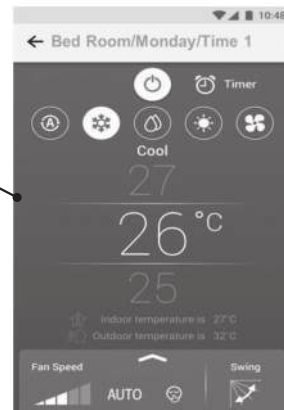 10:48
← Bed Room/Monday/Time 1
Timer
A
Cool
27
26°C
25
Indoor temperature is 27°C
Outdoor temperature is 32°C
Fan Speed
Swing
AUTO